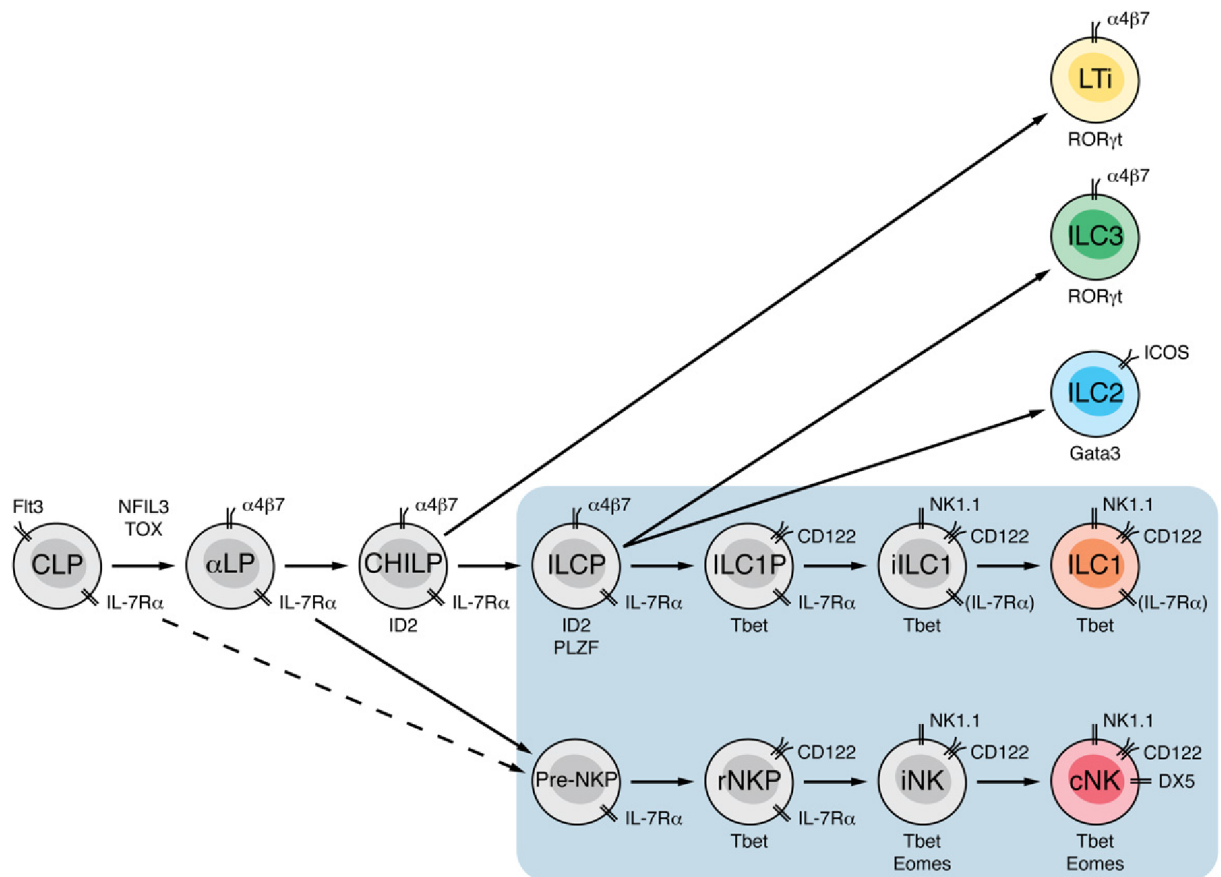 α4β7
LTi
RORγt
α4β7
ILC3
RORγt
ICOS
ILC2
Gata3
Flt3
NFIL3
TOX
CLP
IL-7Rα
α4β7
αLP
IL-7Rα
α4β7
CHILP
IL-7Rα
ID2
α4β7
ILCP
IL-7Rα
ID2
PLZF
CD122
ILC1P
IL-7Rα
Tbet
NK1.1
CD122
iILC1
(IL-7Rα)
Tbet
NK1.1
CD122
ILC1
(IL-7Rα)
Tbet
Pre-NKP
IL-7Rα
CD122
rNKP
IL-7Rα
Tbet
NK1.1
CD122
iNK
Tbet
Eomes
NK1.1
CD122
cNK
DX5
Tbet
Eomes